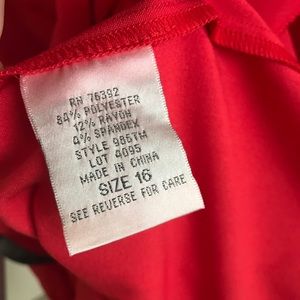 RN 76392
84% POLYESTER
12% RAYON
4% SPANDEX
STYLE 985TM
LOT 4095
MADE IN CHINA
SIZE 16
SEE REVERSE FOR CARE